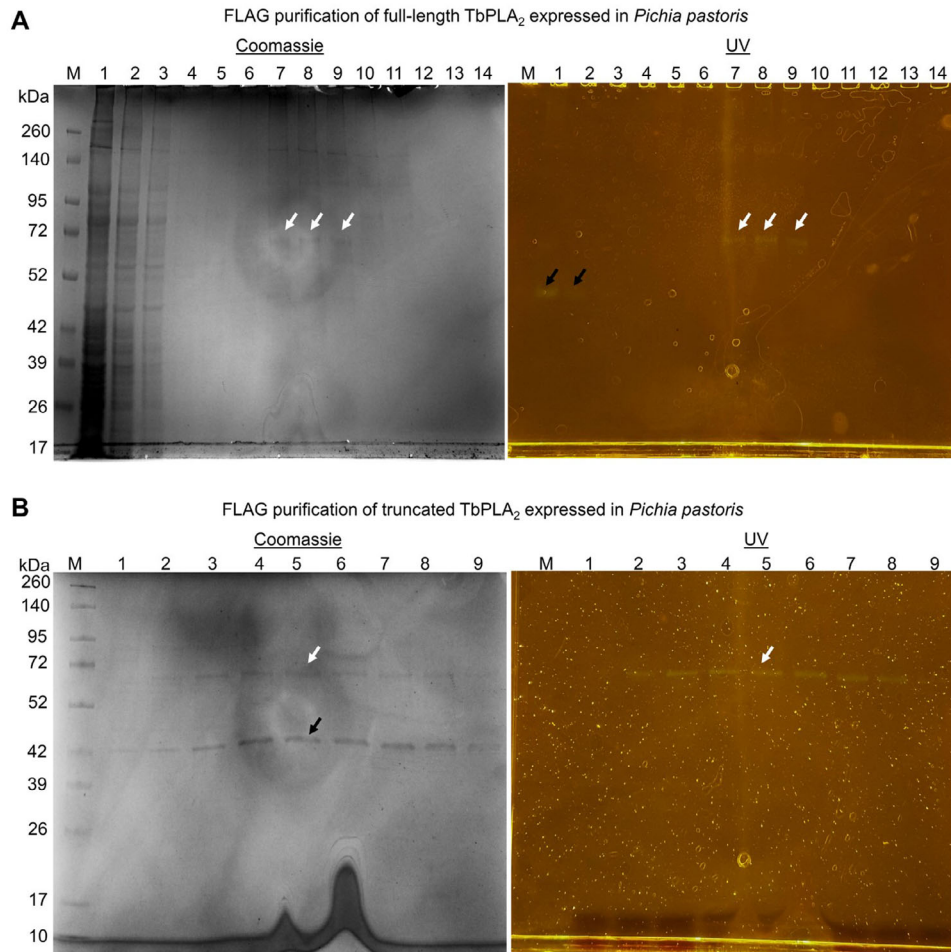 A
FLAG purification of full-length TbPLA₂ expressed in Pichia pastoris
Coomassie
UV
M 1 2 3 4 5 6 7 8 9 10 11 12 13 14
M 1 2 3 4 5 6 7 8 9 10 11 12 13 14
kDa
260
140
95
72
52
42
39
26
17
B
FLAG purification of truncated TbPLA₂ expressed in Pichia pastoris
Coomassie
UV
M 1 2 3 4 5 6 7 8 9
M 1 2 3 4 5 6 7 8 9
kDa
260
140
95
72
52
42
39
26
17
10